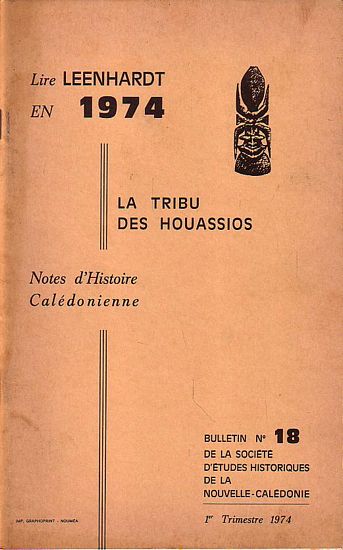 Lire LEENHARDT
EN 1974
LA TRIBU
DES HOUASSIOS
Notes d'Histoire
Calédonienne
BULLETIN N° 18
DE LA SOCIÉTÉ
D'ÉTUDES HISTORIQUES
DE LA
NOUVELLE-CALÉDONIE
1er Trimestre 1974
IMP. GRAPHOPRINT - NOUMÉA